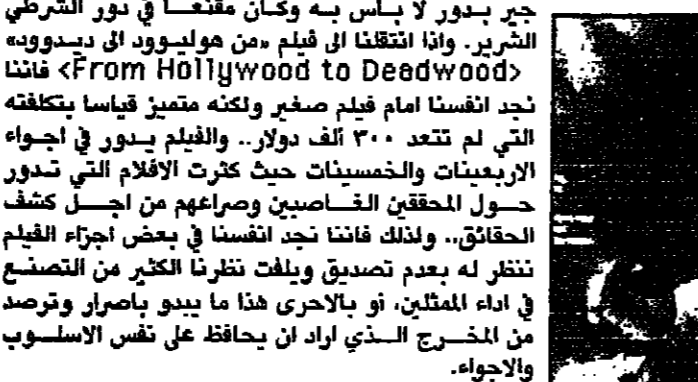 جير بدور لا بأس به وكان مقنعا في دور الشرطي
الشرير. واذا انتقلنا الى فيلم «من هوليوود الى ديدوود»
<From Hollywood to Deadwood> فاننا
نجد انفسنا امام فيلم صغير ولكنه متميز قياسا بتكلفته
التي لم تتعد ٣٠٠ ألف دولار.. والفيلم يدور في اجواء
الاربعينات والخمسينات حيث كثرت الافلام التي تدور
حول المحققين الغاصبين وصراعهم من اجل كشف
الحقائق.. ولذلك فاننا نجد انفسنا في بعض اجزاء الفيلم
ننظر له بعدم تصديق ويلفت نظرنا الكثير من التصنع
في اداء الممثلين، أو بالاحرى هذا ما يبدو باصرار وترصد
من المخرج الذي اراد ان يحافظ على نفس الاسلوب
والاجواء.